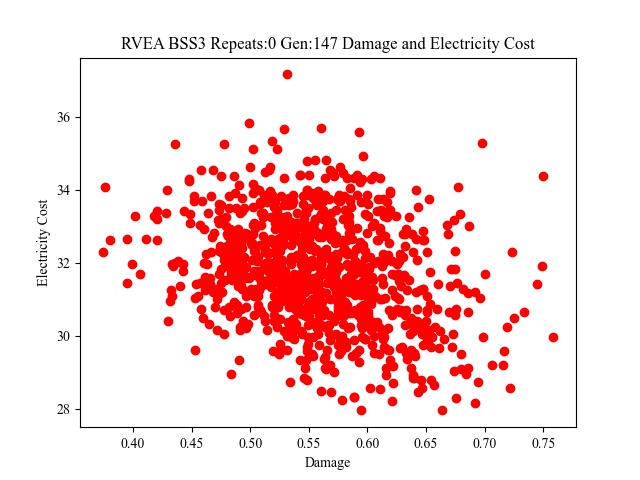 RVEA BSS3 Repeats:0 Gen:147 Damage and Electricity Cost
Electricity Cost
36
34
32
30
28
0.40 0.45 0.50 0.55 0.60 0.65 0.70 0.75
Damage